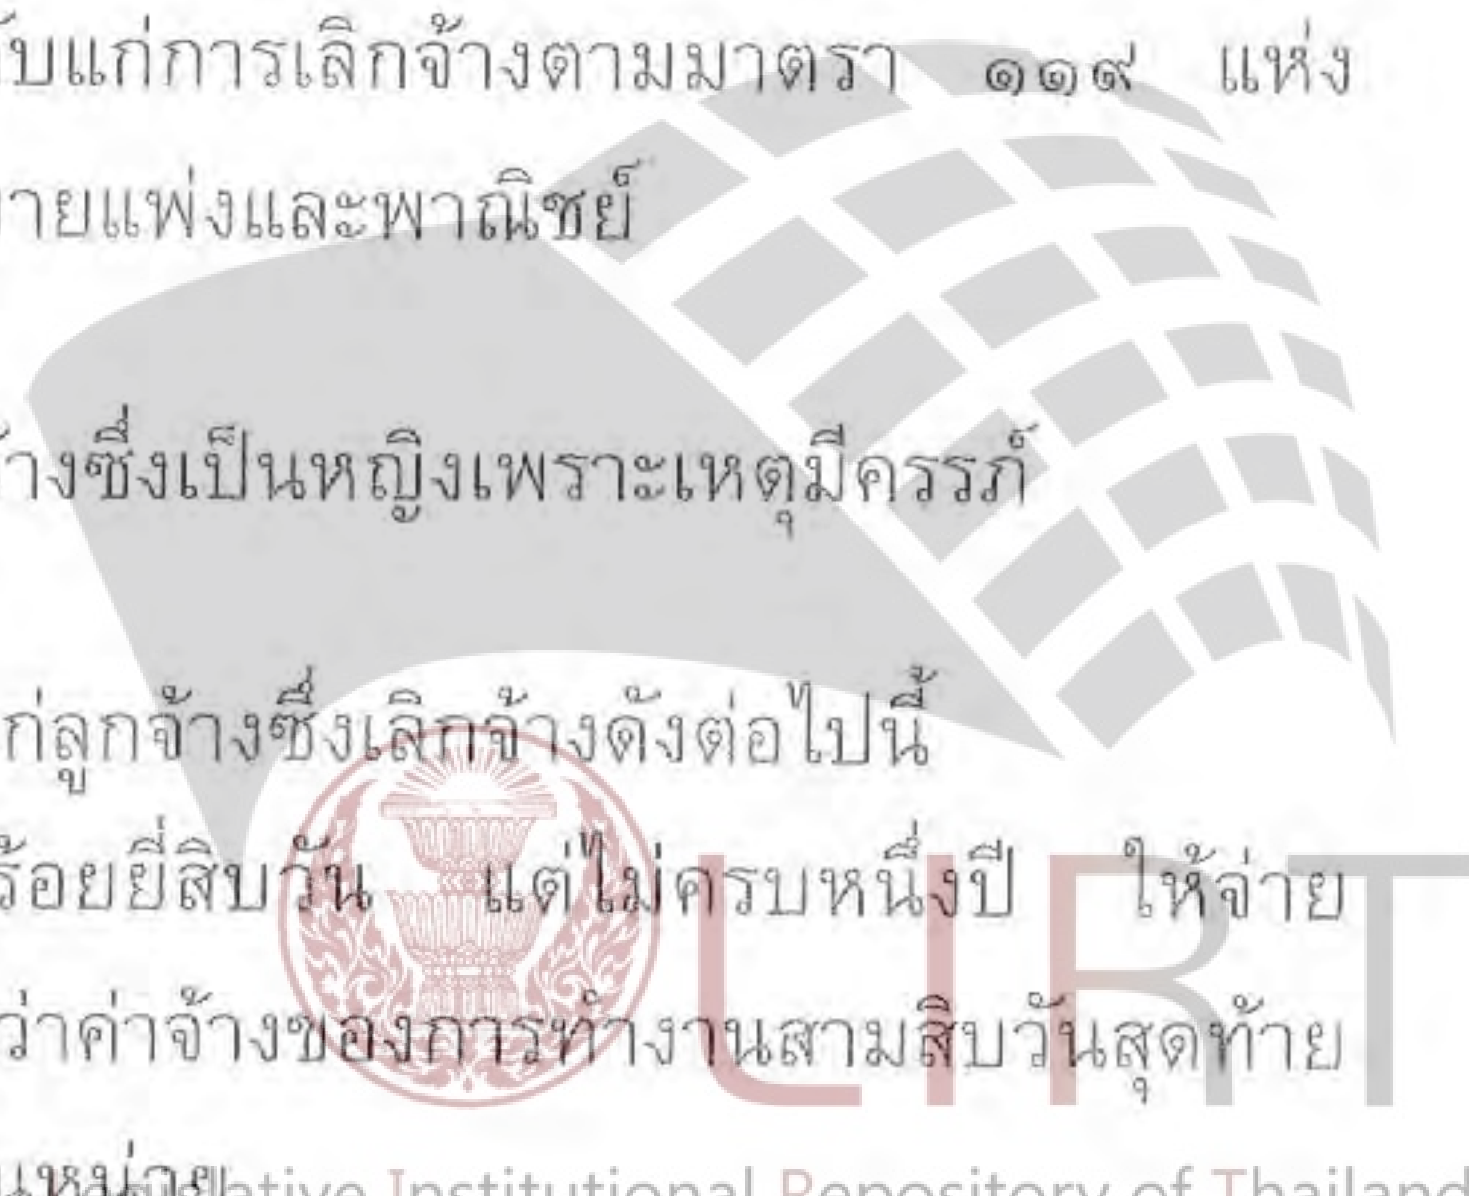 บแก่การเลิกจ้างตามมาตรา ๑๑๙ แห่ง
ายแพ่งและพาณิชย์
างซึ่งเป็นหญิงเพราะเหตุมีครรภ์
ก่ลูกจ้างซึ่งเลิกจ้างดังต่อไปนี้
ร้อยยี่สิบวัน แต่ไม่ครบหนึ่งปี ให้จ่าย
ว่าค่าจ้างของการทำงานสามสิบวันสุดท้าย
LIRT
Institutional Repository of Thailand